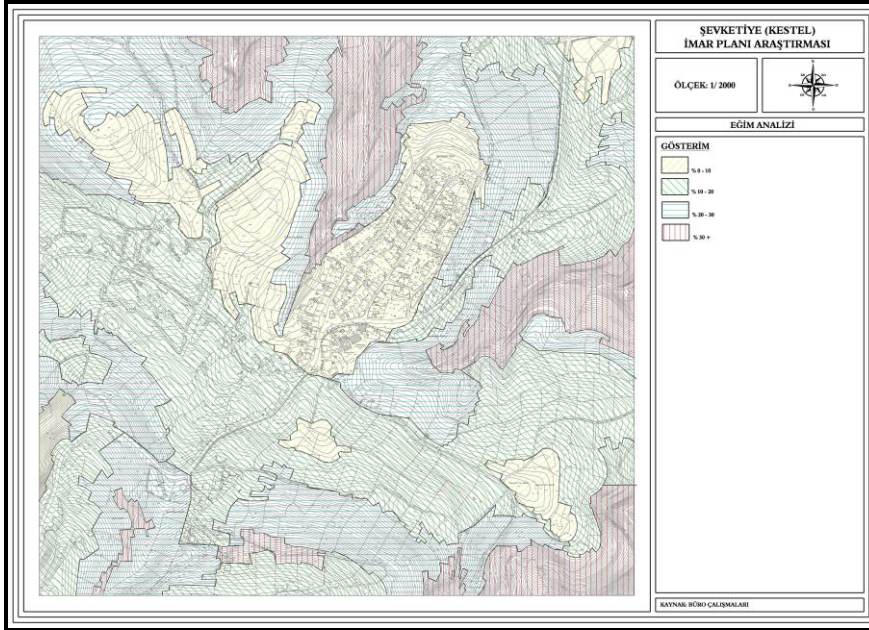 ŞEVKETİYE (KESTEL)
İMAR PLANI ARAŞTIRMASI
ÖLÇEK: 1/ 2000
EĞİM ANALİZİ
GÖSTERİM
% 0 - 10
% 10 - 20
% 20 - 30
% 30 +
KAYNAK: BÜRO ÇALIŞMALARI